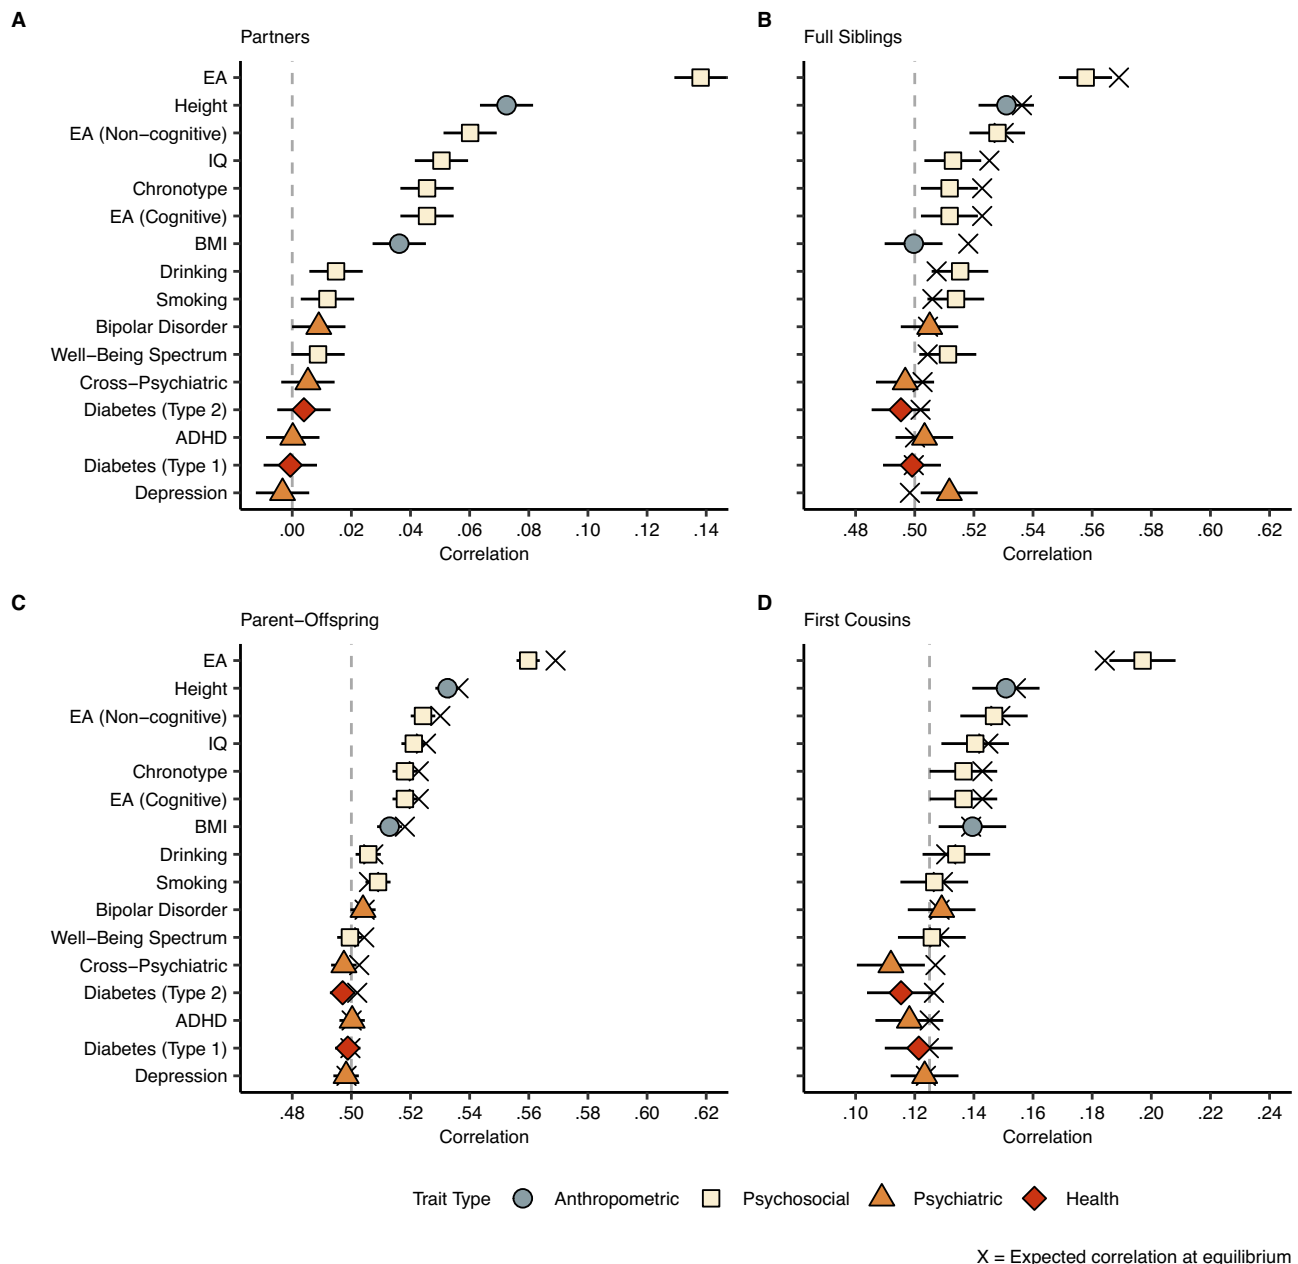 A
Partners
EA
Height
EA (Non−cognitive)
IQ
Chronotype
EA (Cognitive)
BMI
Drinking
Smoking
Bipolar Disorder
Well−Being Spectrum
Cross−Psychiatric
Diabetes (Type 2)
ADHD
Diabetes (Type 1)
Depression
.00 .02 .04 .06 .08 .10 .12 .14
Correlation
B
Full Siblings
.48 .50 .52 .54 .56 .58 .60 .62
Correlation
C
Parent−Offspring
EA
Height
EA (Non−cognitive)
IQ
Chronotype
EA (Cognitive)
BMI
Drinking
Smoking
Bipolar Disorder
Well−Being Spectrum
Cross−Psychiatric
Diabetes (Type 2)
ADHD
Diabetes (Type 1)
Depression
.48 .50 .52 .54 .56 .58 .60 .62
Correlation
D
First Cousins
.10 .12 .14 .16 .18 .20 .22 .24
Correlation
Trait Type Anthropometric Psychosocial Psychiatric Health
X = Expected correlation at equilibrium